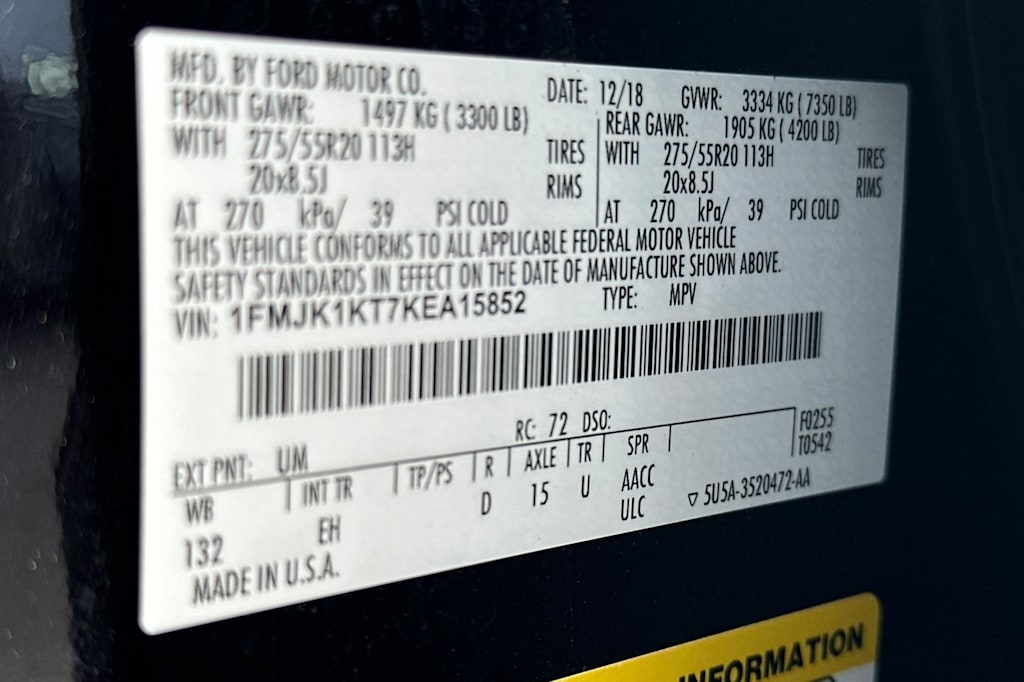 MFD. BY FORD MOTOR CO.
DATE: 12/18 GVWR: 3334 KG ( 7350 LB)
FRONT GAWR: 1497 KG ( 3300 LB) REAR GAWR: 1905 KG ( 4200 LB)
WITH 275/55R20 113H TIRES WITH 275/55R20 113H TIRES
20x8.5J RIMS 20x8.5J RIMS
AT 270 kPa/ 39 PSI COLD AT 270 kPa/ 39 PSI COLD
THIS VEHICLE CONFORMS TO ALL APPLICABLE FEDERAL MOTOR VEHICLE
SAFETY STANDARDS IN EFFECT ON THE DATE OF MANUFACTURE SHOWN ABOVE.
VIN: 1FMJK1KT7KEA15852 TYPE: MPV
EXT PNT: UM RC: 72 DSO: F0255
T0542
WB INT TR TP/PS R AXLE TR SPR
132 EH D 15 U AACC
ULC
▽ 5U5A-3520472-AA
MADE IN U.S.A.
INFORMATION